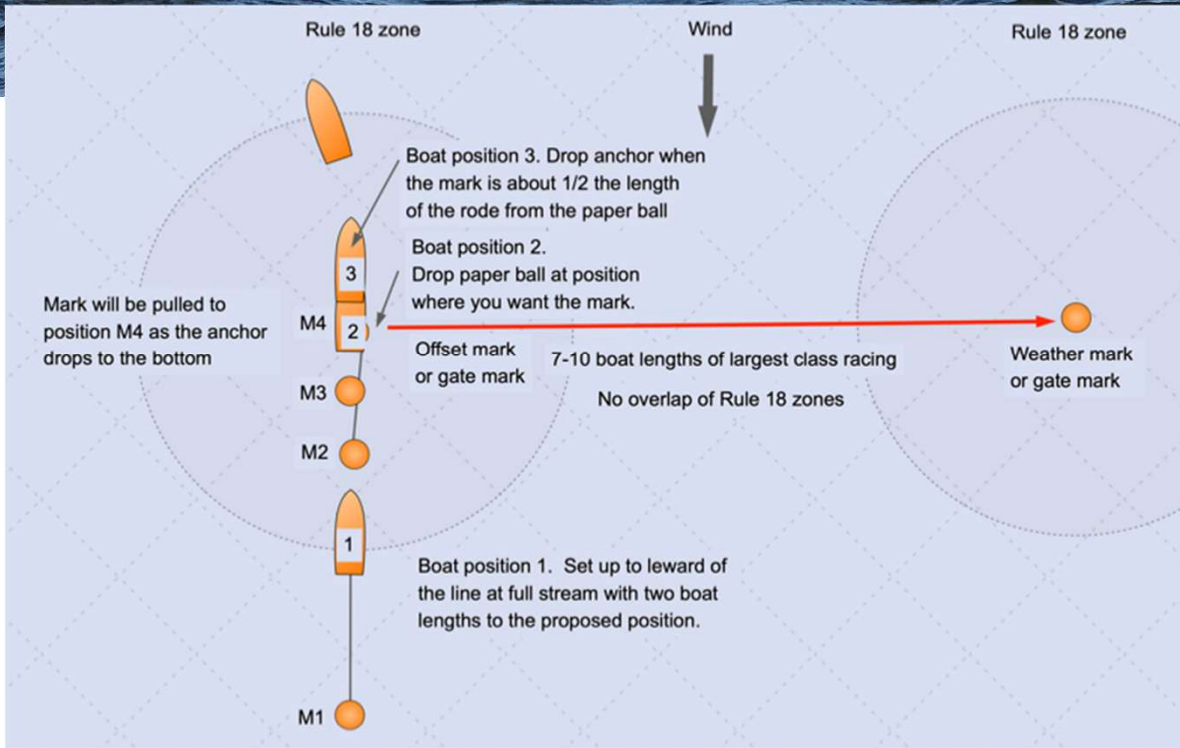 Rule 18 zone
Wind
Rule 18 zone
Boat position 3. Drop anchor when
the mark is about 1/2 the length
of the rode from the paper ball
Boat position 2.
Drop paper ball at position
where you want the mark.
3
Mark will be pulled to
position M4 as the anchor
drops to the bottom
M4
2
Offset mark
or gate mark
7-10 boat lengths of largest class racing
No overlap of Rule 18 zones
Weather mark
or gate mark
M3
M2
1
Boat position 1. Set up to leward of
the line at full stream with two boat
lengths to the proposed position.
M1